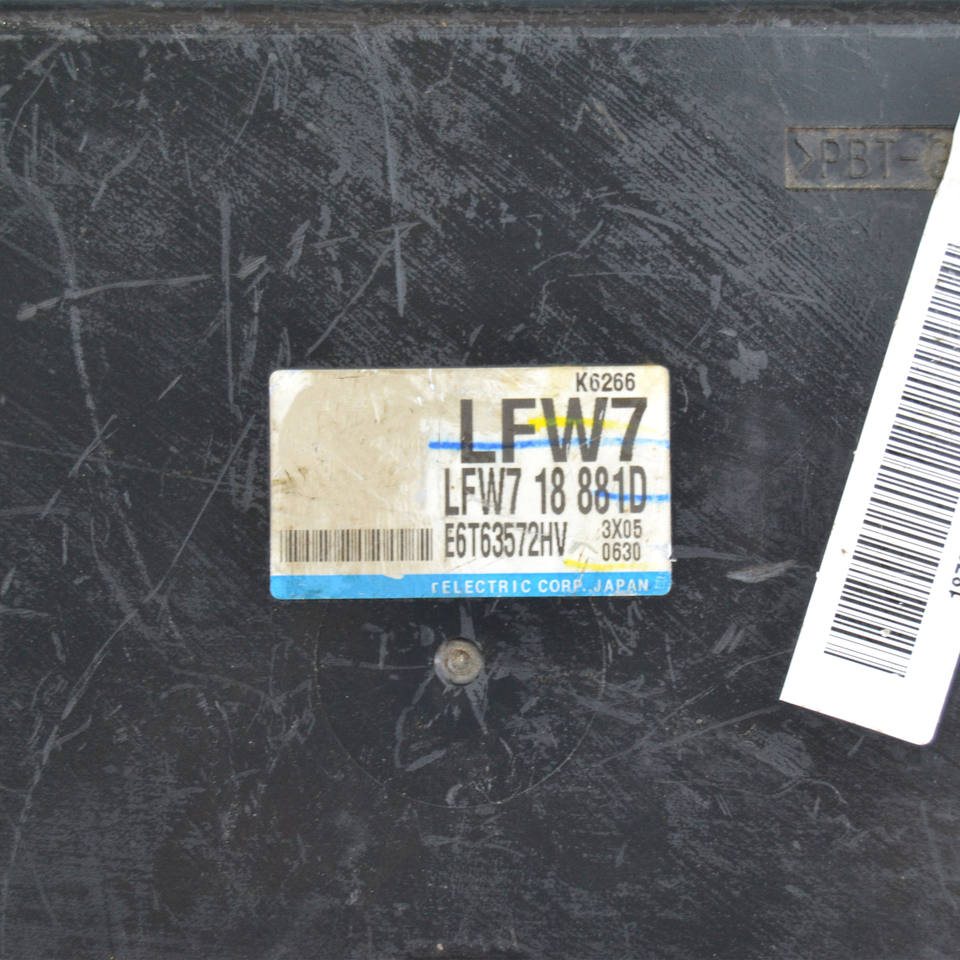 >PBT-
K6266
LFW7
LFW7 18 881D
E6T63572HV 3X05
0630
ELECTRIC CORP. JAPAN